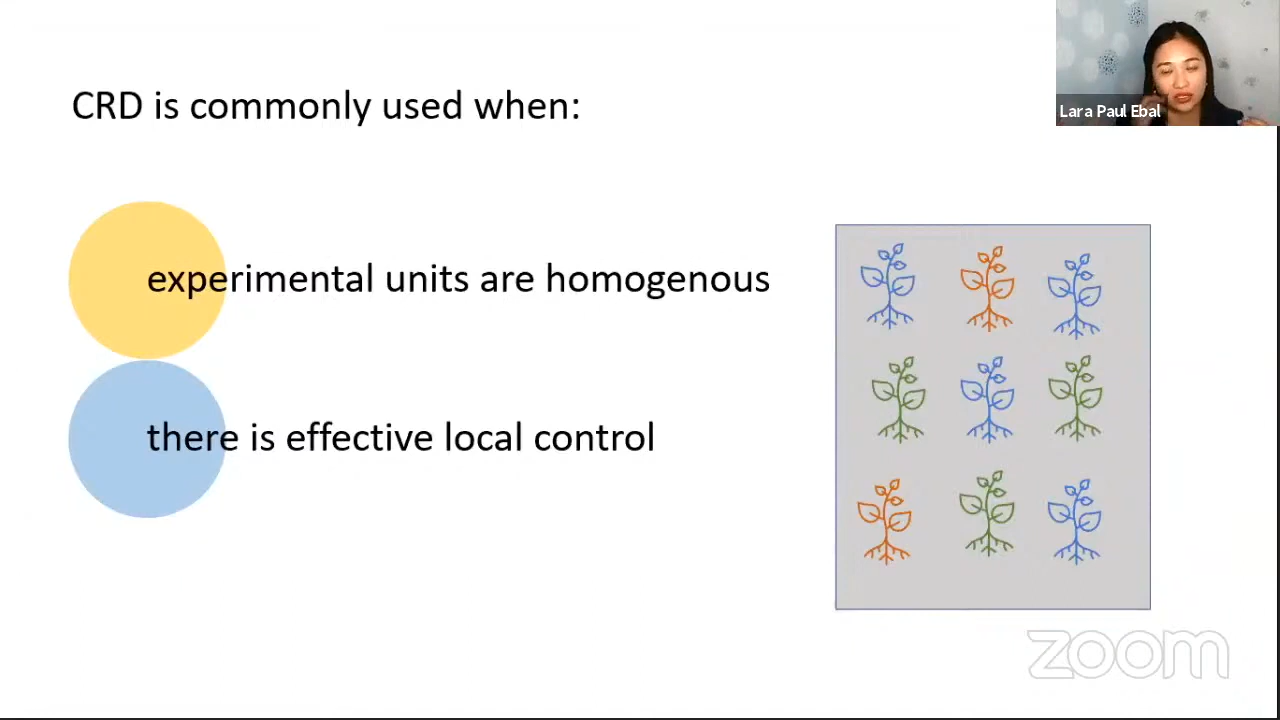 CRD is commonly used when:
Lara Paul Ebal
experimental units are homogenous
there is effective local control
zoom